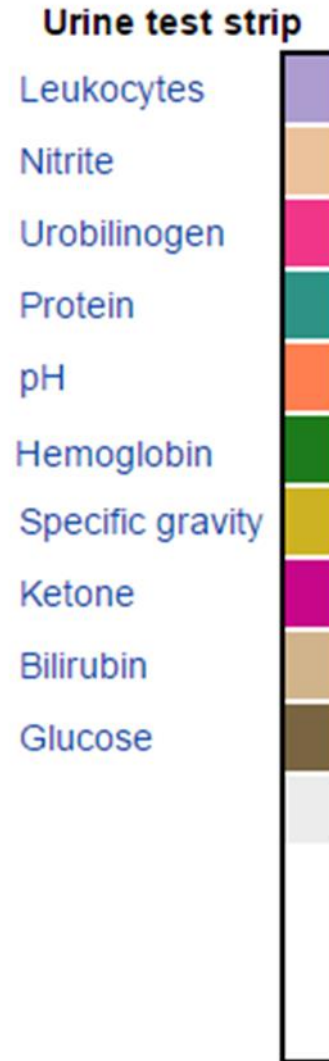 Urine test strip
Leukocytes
Nitrite
Urobilinogen
Protein
pH
Hemoglobin
Specific gravity
Ketone
Bilirubin
Glucose